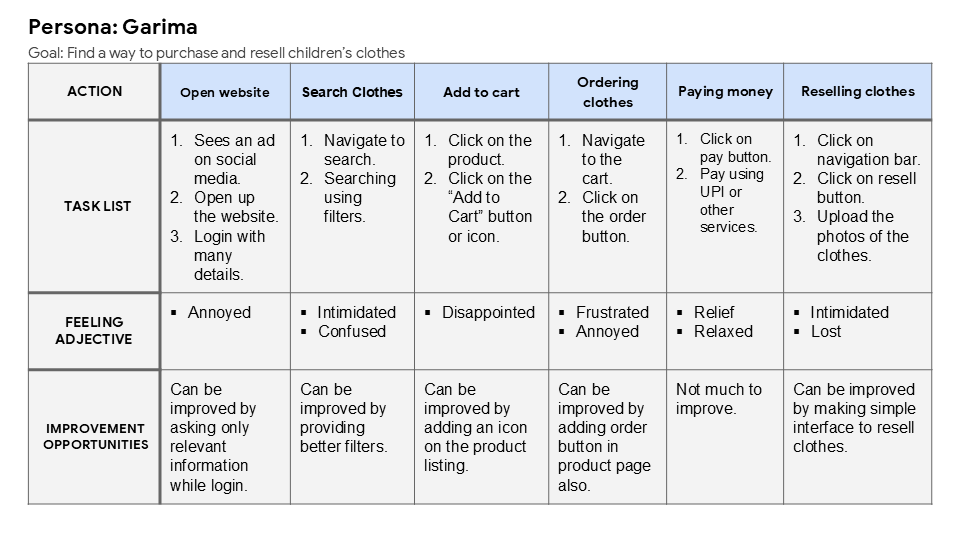 Persona: Garima
Goal: Find a way to purchase and resell children's clothes
ACTION
Open website
Search Clothes
Add to cart
Ordering
clothes
Paying money
Reselling clothes
TASK LIST
1. Sees an ad
on social
media.
2. Open up
the website.
3. Login with
many
details.
1. Navigate to
search.
2. Searching
using
filters.
1. Click on the
product.
2. Click on the
“Add to
Cart” button
or icon.
1. Navigate
to the
cart.
2. Click on
the order
button.
1. Click on
pay button.
2. Pay using
UPI or
other
services.
1. Click on
navigation bar.
2. Click on resell
button.
3. Upload the
photos of the
clothes.
FEELING
ADJECTIVE
▪ Annoyed
▪ Intimidated
▪ Confused
▪ Disappointed
▪ Frustrated
▪ Annoyed
▪ Relief
▪ Relaxed
▪ Intimidated
▪ Lost
IMPROVEMENT
OPPORTUNITIES
Can be
improved by
asking only
relevant
information
while login.
Can be
improved by
providing
better filters.
Can be
improved by
adding an icon
on the product
listing.
Can be
improved by
adding order
button in
product page
also.
Not much to
improve.
Can be improved
by making simple
interface to resell
clothes.